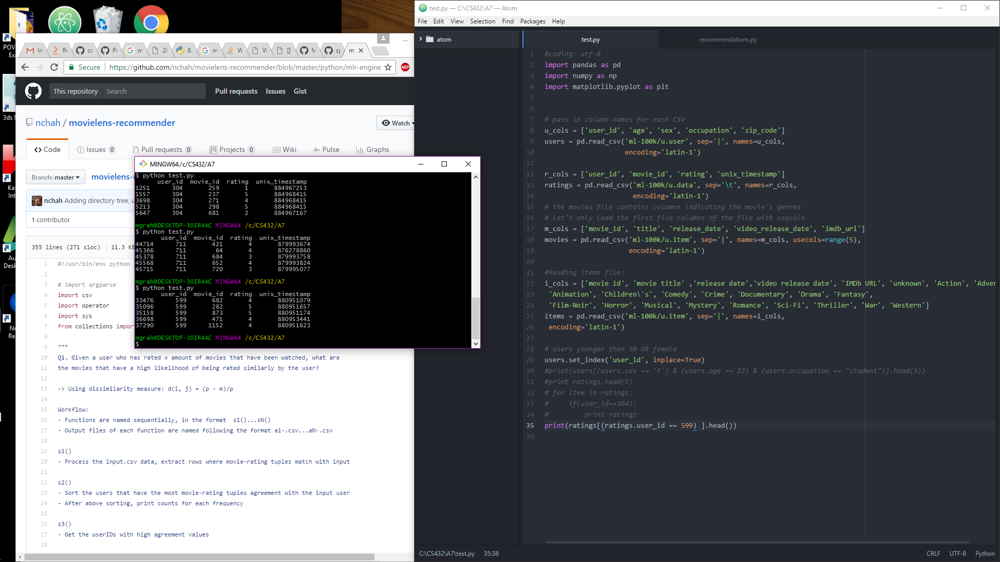 POV
Exa
3ds M
Kas
Int
Au
Desk
Ne
Re
In
Re
cs
Pr
m
20
8.
m
W
W
[]
M
sp
m
Secure
https://github.com/nchah/movielens-recommender/blob/master/python/mlr-engine
ABP
This repository
Search
Pull requests
Issues
Gist
nchah / movielens-recommender
Watch
Code
Issues 0
Pull requests 0
Projects 0
Wiki
Pulse
Graphs
Branch: master
movielens-
nchah Adding directory tree, u
1 contributor
355 lines (271 sloc)
11.3 KB
1 #!/usr/bin/env python
2
3 # import argparse
4 import csv
5 import operator
6 import sys
7 from collections impor
8
9 """
10 Q1. Given a user who has rated x amount of movies that have been watched, what are
11 the movies that have a high likelihood of being rated similarly by the user?
12
13 -> Using dissimilarity measure: d(i, j) = (p - m)/p
14
15 Workflow:
16 - Functions are named sequentially, in the format  s1()...sN()
17 - Output files of each function are named following the format a1-.csv...aN-.csv
18
19 s1()
20 - Process the input.csv data, extract rows where movie-rating tuples match with input
21
22 s2()
23 - Sort the users that have the most movie-rating tuples agreement with the input user
24 - After above sorting, print counts for each frequency
25
26 s3()
27 - Get the userIDs with high agreement values
28
MINGW64:/c/CS432/A7
$ python test.py
user_id  movie_id  rating  unix_timestamp
1251 304 259 1 884967253
1557 304 237 5 884968415
3698 304 271 4 884968415
5213 304 298 5 884968415
5647 304 681 2 884967167
mgrah@DESKTOP-3OIR4AC MINGW64 /c/CS432/A7
$ python test.py
user_id  movie_id  rating  unix_timestamp
44714 711 421 4 879993674
45366 711 64 4 876278860
45378 711 684 3 879993758
45568 711 652 4 879993824
45715 711 720 3 879995077
mgrah@DESKTOP-3OIR4AC MINGW64 /c/CS432/A7
$ python test.py
user_id  movie_id  rating  unix_timestamp
33476 599 682 4 880951079
35096 599 282 5 880951657
35158 599 873 5 880951174
36698 599 471 4 880953441
37290 599 1152 4 880951623
mgrah@DESKTOP-3OIR4AC MINGW64 /c/CS432/A7
$
test.py — C:\CS432\A7 — Atom
File Edit View Selection Find Packages Help
atom
test.py
recommendations.py
1 #coding: utf-8
2 import pandas as pd
3 import numpy as np
4 import matplotlib.pyplot as plt
5
6
7 # pass in column names for each CSV
8 u_cols = ['user_id', 'age', 'sex', 'occupation', 'zip_code']
9 users = pd.read_csv('ml-100k/u.user', sep='|', names=u_cols,
10 encoding='latin-1')
11
12 r_cols = ['user_id', 'movie_id', 'rating', 'unix_timestamp']
13 ratings = pd.read_csv('ml-100k/u.data', sep='\t', names=r_cols,
14 encoding='latin-1')
15 # the movies file contains columns indicating the movie's genres
16 # let's only load the first five columns of the file with usecols
17 m_cols = ['movie_id', 'title', 'release_date', 'video_release_date', 'imdb_url']
18 movies = pd.read_csv('ml-100k/u.item', sep='|', names=m_cols, usecols=range(5),
19 encoding='latin-1')
20
21 #Reading items file:
22 i_cols = ['movie id', 'movie title' ,'release date','video release date', 'IMDb URL', 'unknown', 'Action', 'Adven
23 'Animation', 'Children\'s', 'Comedy', 'Crime', 'Documentary', 'Drama', 'Fantasy',
24 'Film-Noir', 'Horror', 'Musical', 'Mystery', 'Romance', 'Sci-Fi', 'Thriller', 'War', 'Western']
25 items = pd.read_csv('ml-100k/u.item', sep='|', names=i_cols,
26 encoding='latin-1')
27
28 # users younger than 30 OR female
29 users.set_index('user_id', inplace=True)
30 #print(users[(users.sex == 'F') & (users.age == 22) & (users.occupation == "student")].head(3))
31 #print ratings.head(5)
32 # for item in ratings:
33 #     if(user_id==304):
34 #         print ratings
35 print(ratings[(ratings.user_id == 599) ].head())
36
C:\CS432\A7\test.py 35:38
CRLF UTF-8 Python